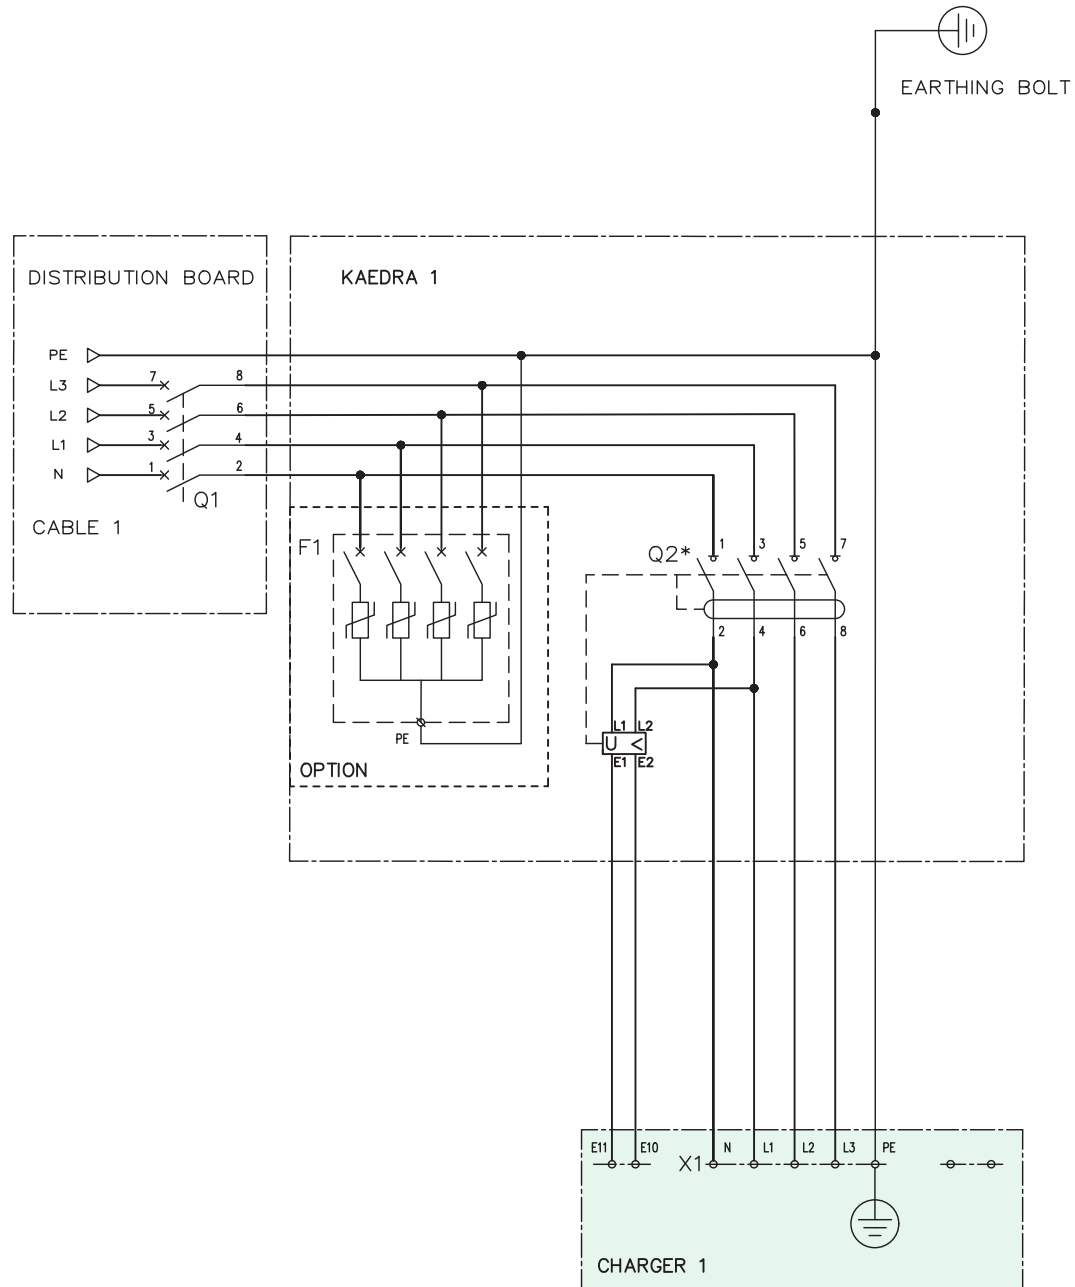 EARTHING BOLT
DISTRIBUTION BOARD
KAEDRA 1
PE
L3 7 8
L2 5 6
L1 3 4
N 1 2
Q1
CABLE 1
F1
Q2* 1 3 5 7
2 4 6 8
L1 L2
PE
U <
E1 E2
OPTION
E11 E10 N L1 L2 L3 PE
X1
CHARGER 1